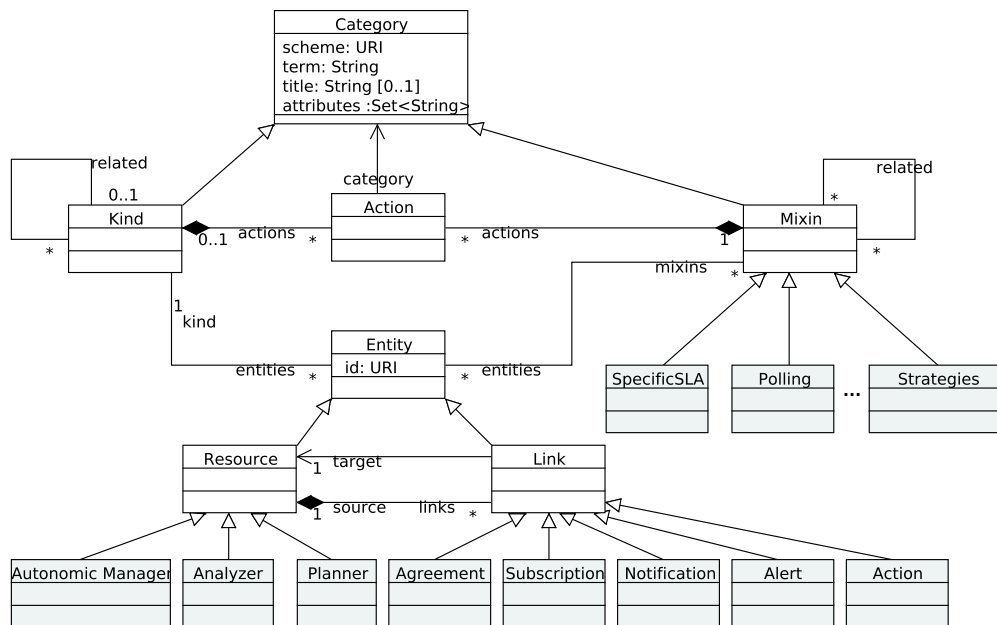 Category
scheme: URI
term: String
title: String [0..1]
attributes :Set<String>
related
0..1
*
Kind
category
Action
related
*
*
Mixin
0..1
actions
*
*
actions
1
mixins
*
1
kind
Entity
id: URI
entities
*
*
entities
SpecificSLA
Polling
...
Strategies
Resource
Link
1
target
1
source
links
*
Autonomic Manager
Analyzer
Planner
Agreement
Subscription
Notification
Alert
Action